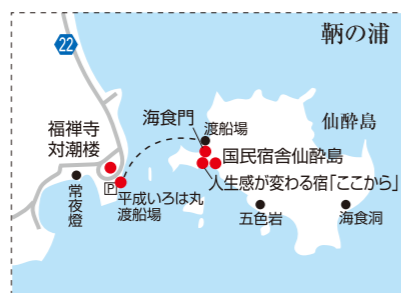 22
鞆の浦
海食門
渡船場
仙酔島
福禅寺
対潮楼
国民宿舎仙酔島
人生感が変わる宿「ここから」
P
平成いろは丸
渡船場
常夜燈
五色岩
海食洞